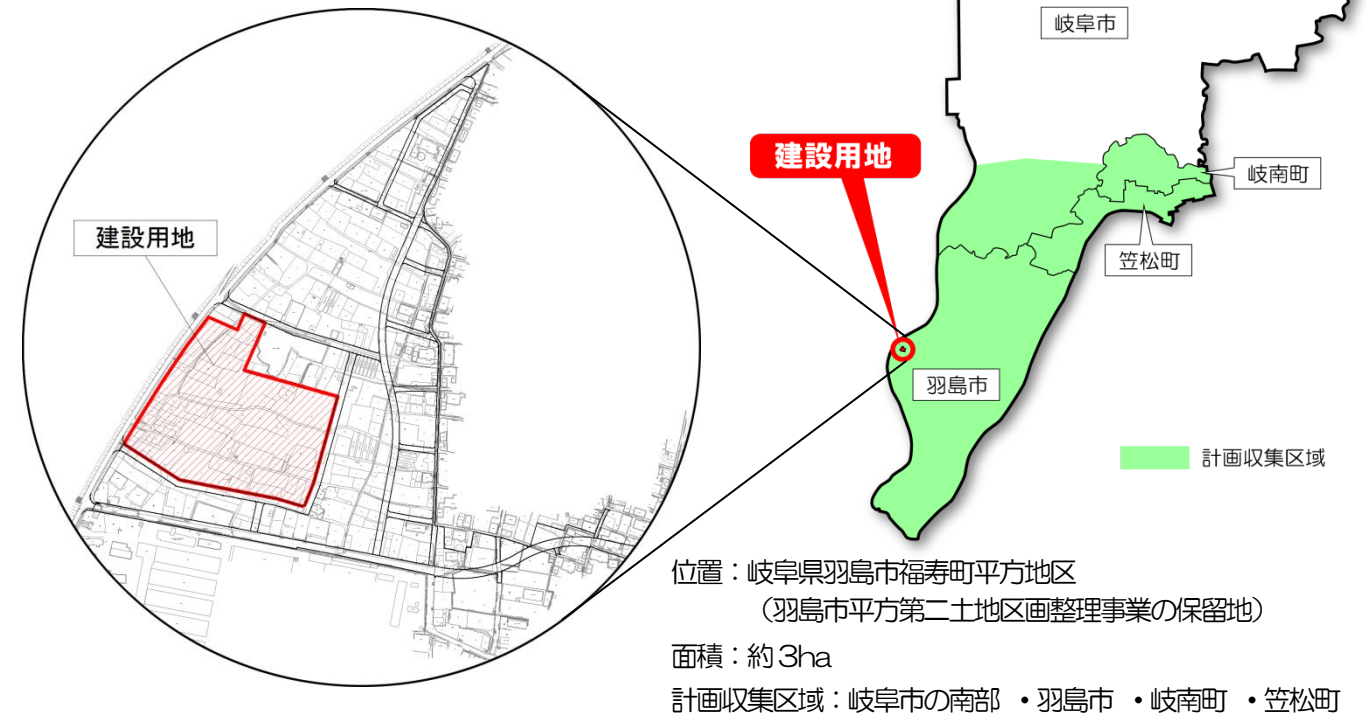 岐阜市
建設用地
岐南町
建設用地
笠松町
羽島市
計画収集区域
位置：岐阜県羽島市福寿町平方地区
（羽島市平方第二土地区画整理事業の保留地）
面積：約3ha
計画収集区域：岐阜市の南部 ・羽島市 ・岐南町 ・笠松町